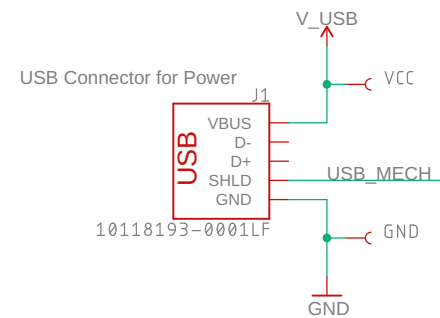 V_USB
USB Connector for Power
VCC
J1
VBUS
D-
D+
USB
SHLD
USB_MECH
GND
10118193-0001LF
GND
GND